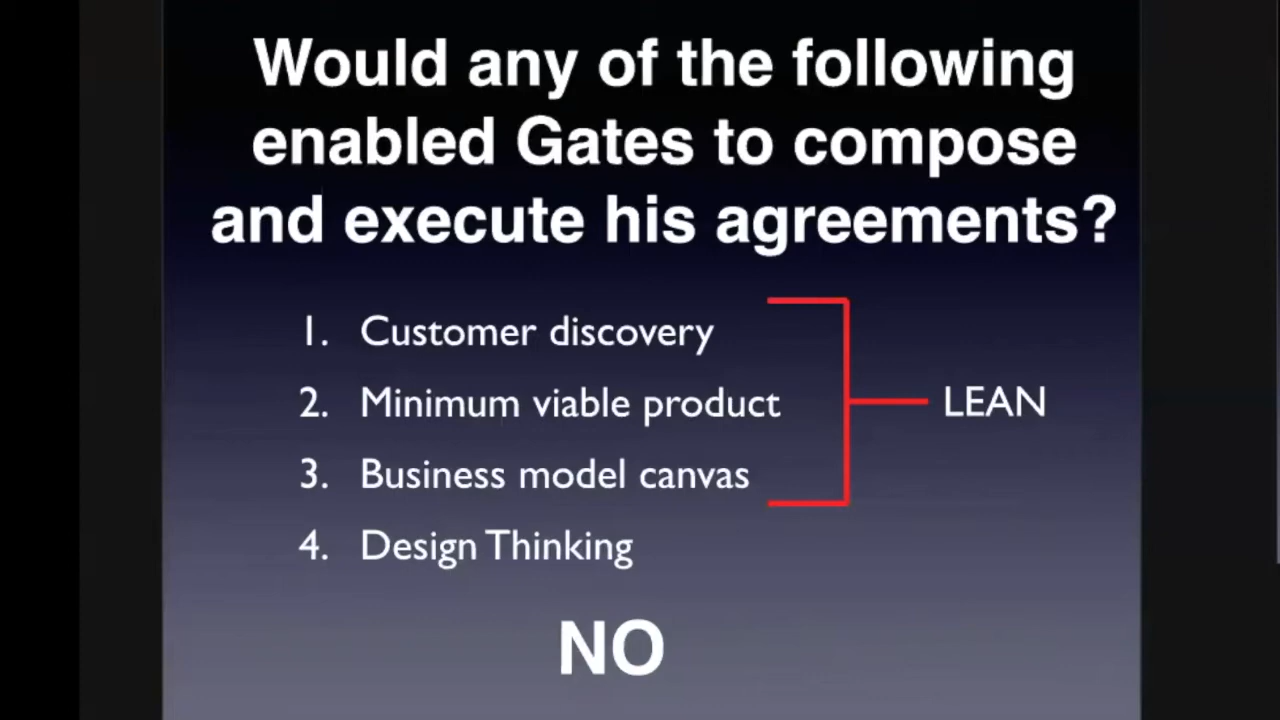 Would any of the following
enabled Gates to compose
and execute his agreements?
1. Customer discovery
2. Minimum viable product
3. Business model canvas
LEAN
4. Design Thinking
NO